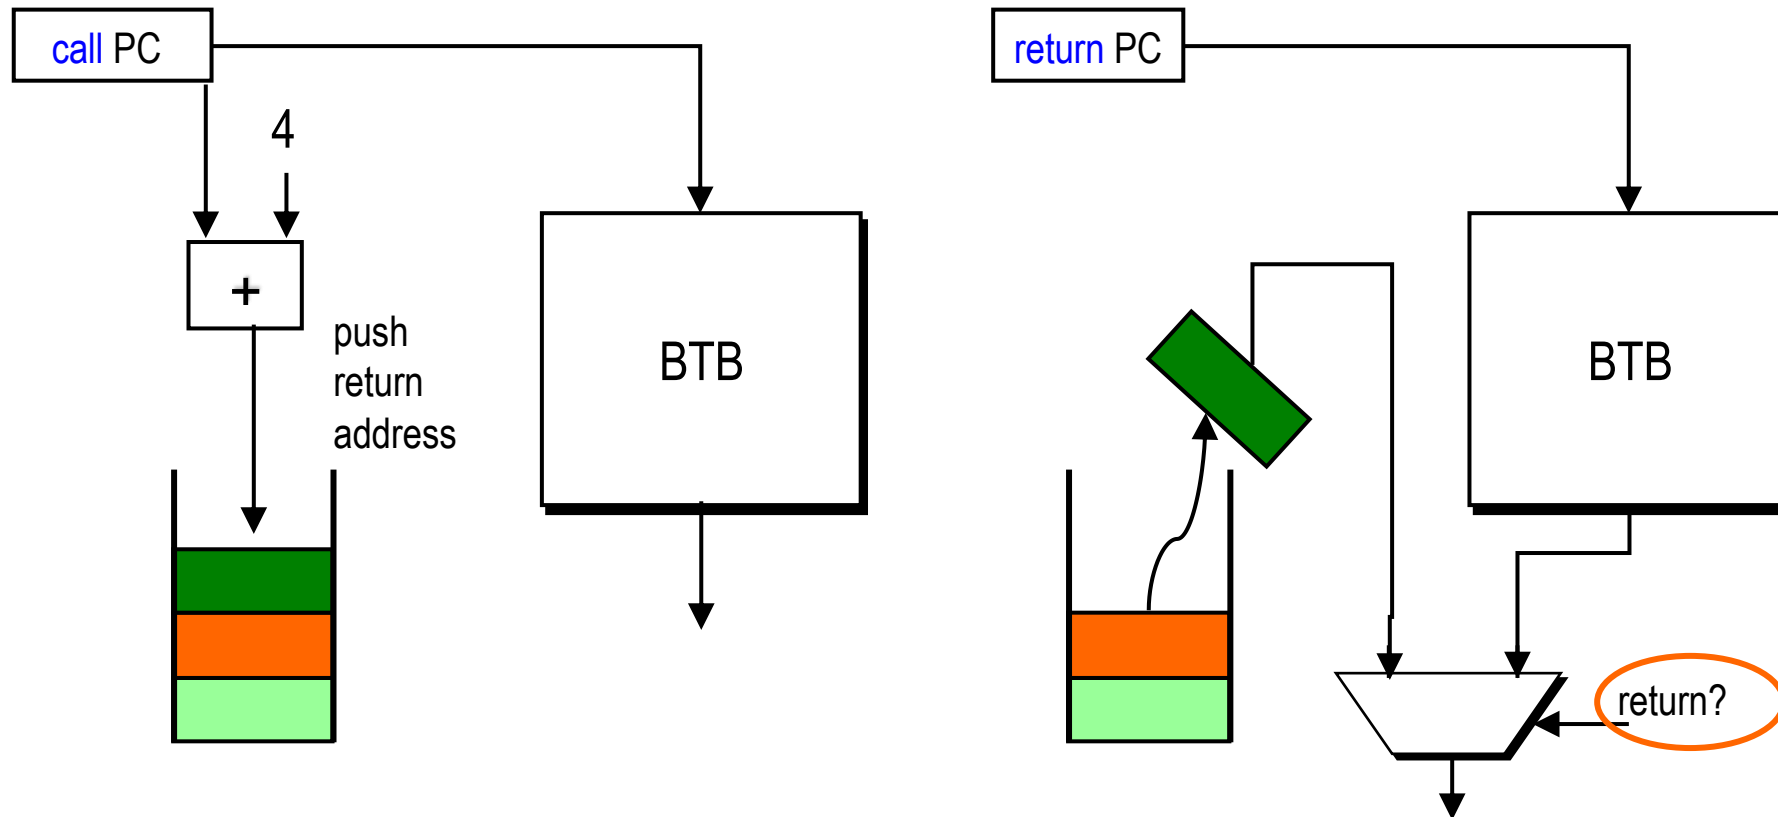 call PC
4
+
push
return
address
BTB
return PC
BTB
return?